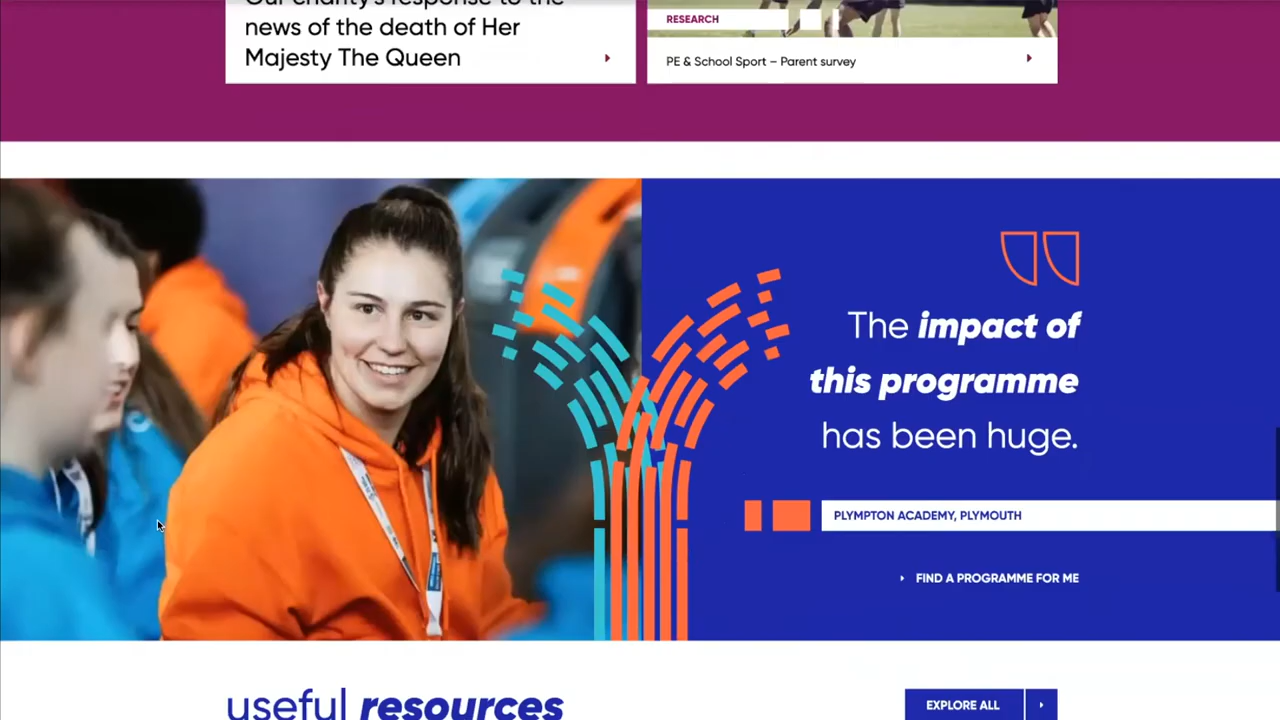 Our charity's response to the
news of the death of Her
Majesty The Queen
RESEARCH
PE & School Sport – Parent survey
The impact of
this programme
has been huge.
PLYMPTON ACADEMY, PLYMOUTH
FIND A PROGRAMME FOR ME
useful resources
EXPLORE ALL